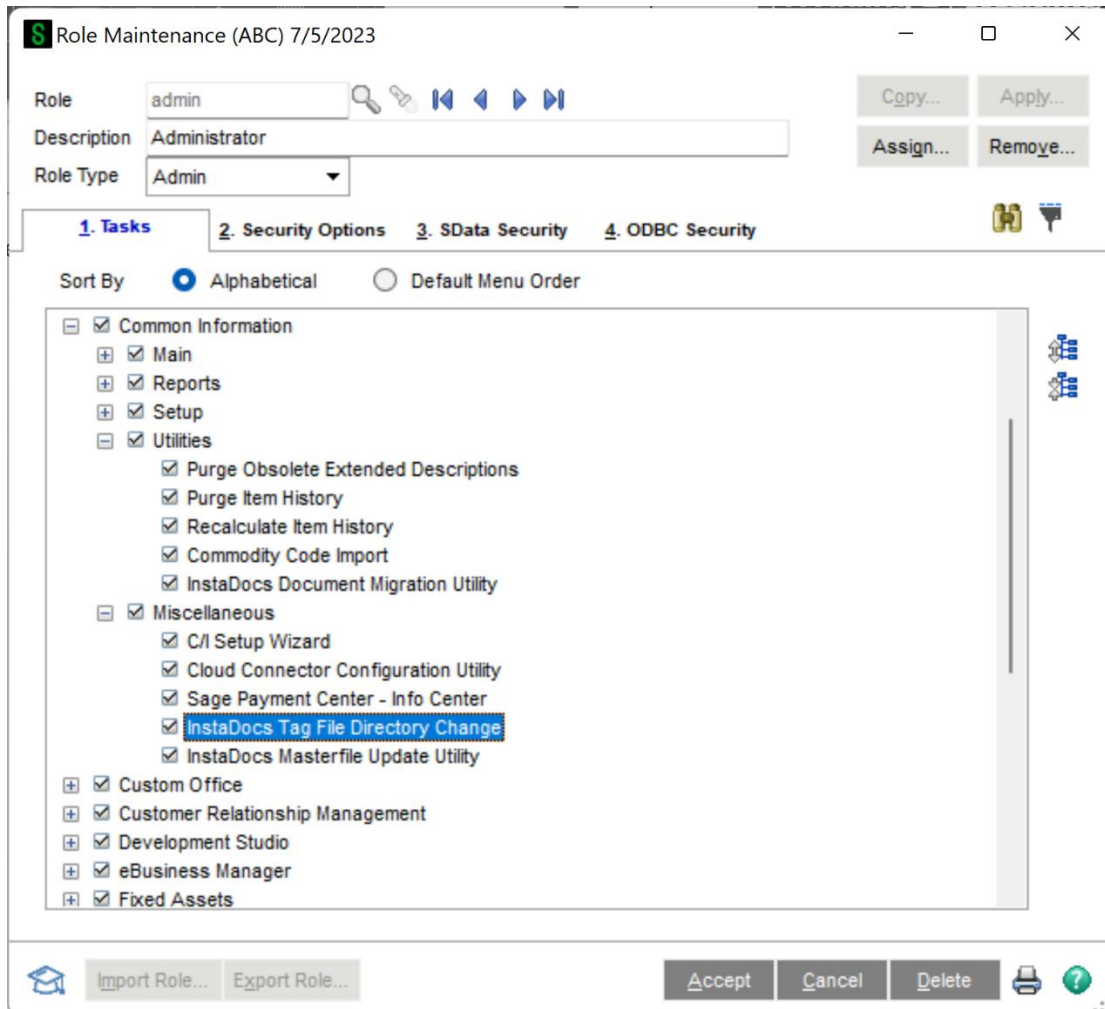 S Role Maintenance (ABC) 7/5/2023
Role admin Copy... Apply...
Description Administrator Assign... Remove...
Role Type Admin
1. Tasks 2. Security Options 3. SData Security 4. ODBC Security
Sort By Alphabetical Default Menu Order
Common Information
Main
Reports
Setup
Utilities
Purge Obsolete Extended Descriptions
Purge Item History
Recalculate Item History
Commodity Code Import
InstaDocs Document Migration Utility
Miscellaneous
C/I Setup Wizard
Cloud Connector Configuration Utility
Sage Payment Center - Info Center
InstaDocs Tag File Directory Change
InstaDocs Masterfile Update Utility
Custom Office
Customer Relationship Management
Development Studio
eBusiness Manager
Fixed Assets
Import Role... Export Role... Accept Cancel Delete ?